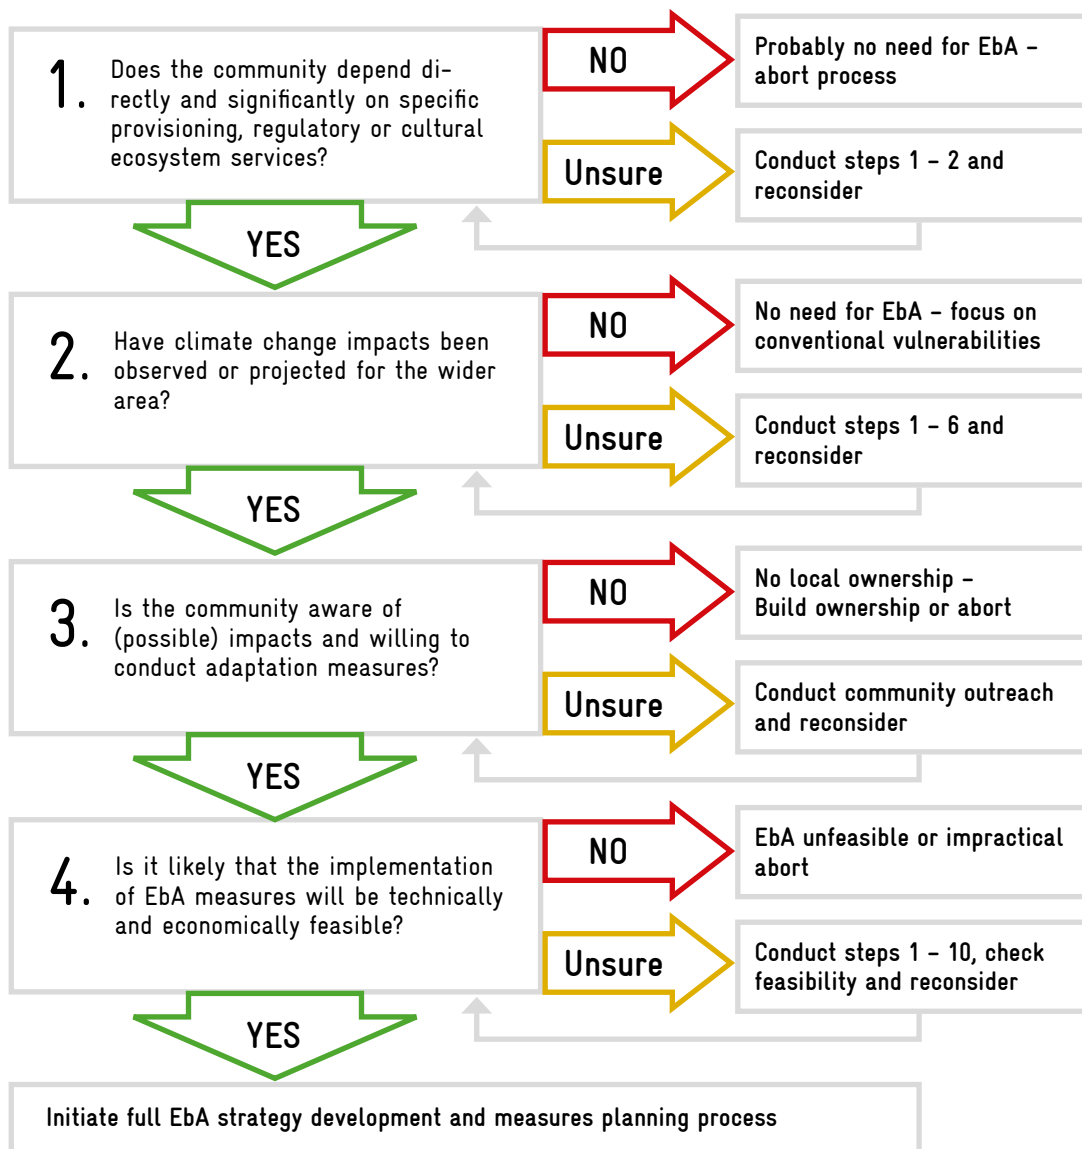 1.
Does the community depend di-
rectly and significantly on specific
provisioning, regulatory or cultural
ecosystem services?
NO
Probably no need for EbA –
abort process
Unsure
Conduct steps 1 – 2 and
reconsider
YES
2.
Have climate change impacts been
observed or projected for the wider
area?
NO
No need for EbA – focus on
conventional vulnerabilities
Unsure
Conduct steps 1 – 6 and
reconsider
YES
3.
Is the community aware of
(possible) impacts and willing to
conduct adaptation measures?
NO
No local ownership –
Build ownership or abort
Unsure
Conduct community outreach
and reconsider
YES
4.
Is it likely that the implementation
of EbA measures will be technically
and economically feasible?
NO
EbA unfeasible or impractical
abort
Unsure
Conduct steps 1 – 10, check
feasibility and reconsider
YES
Initiate full EbA strategy development and measures planning process